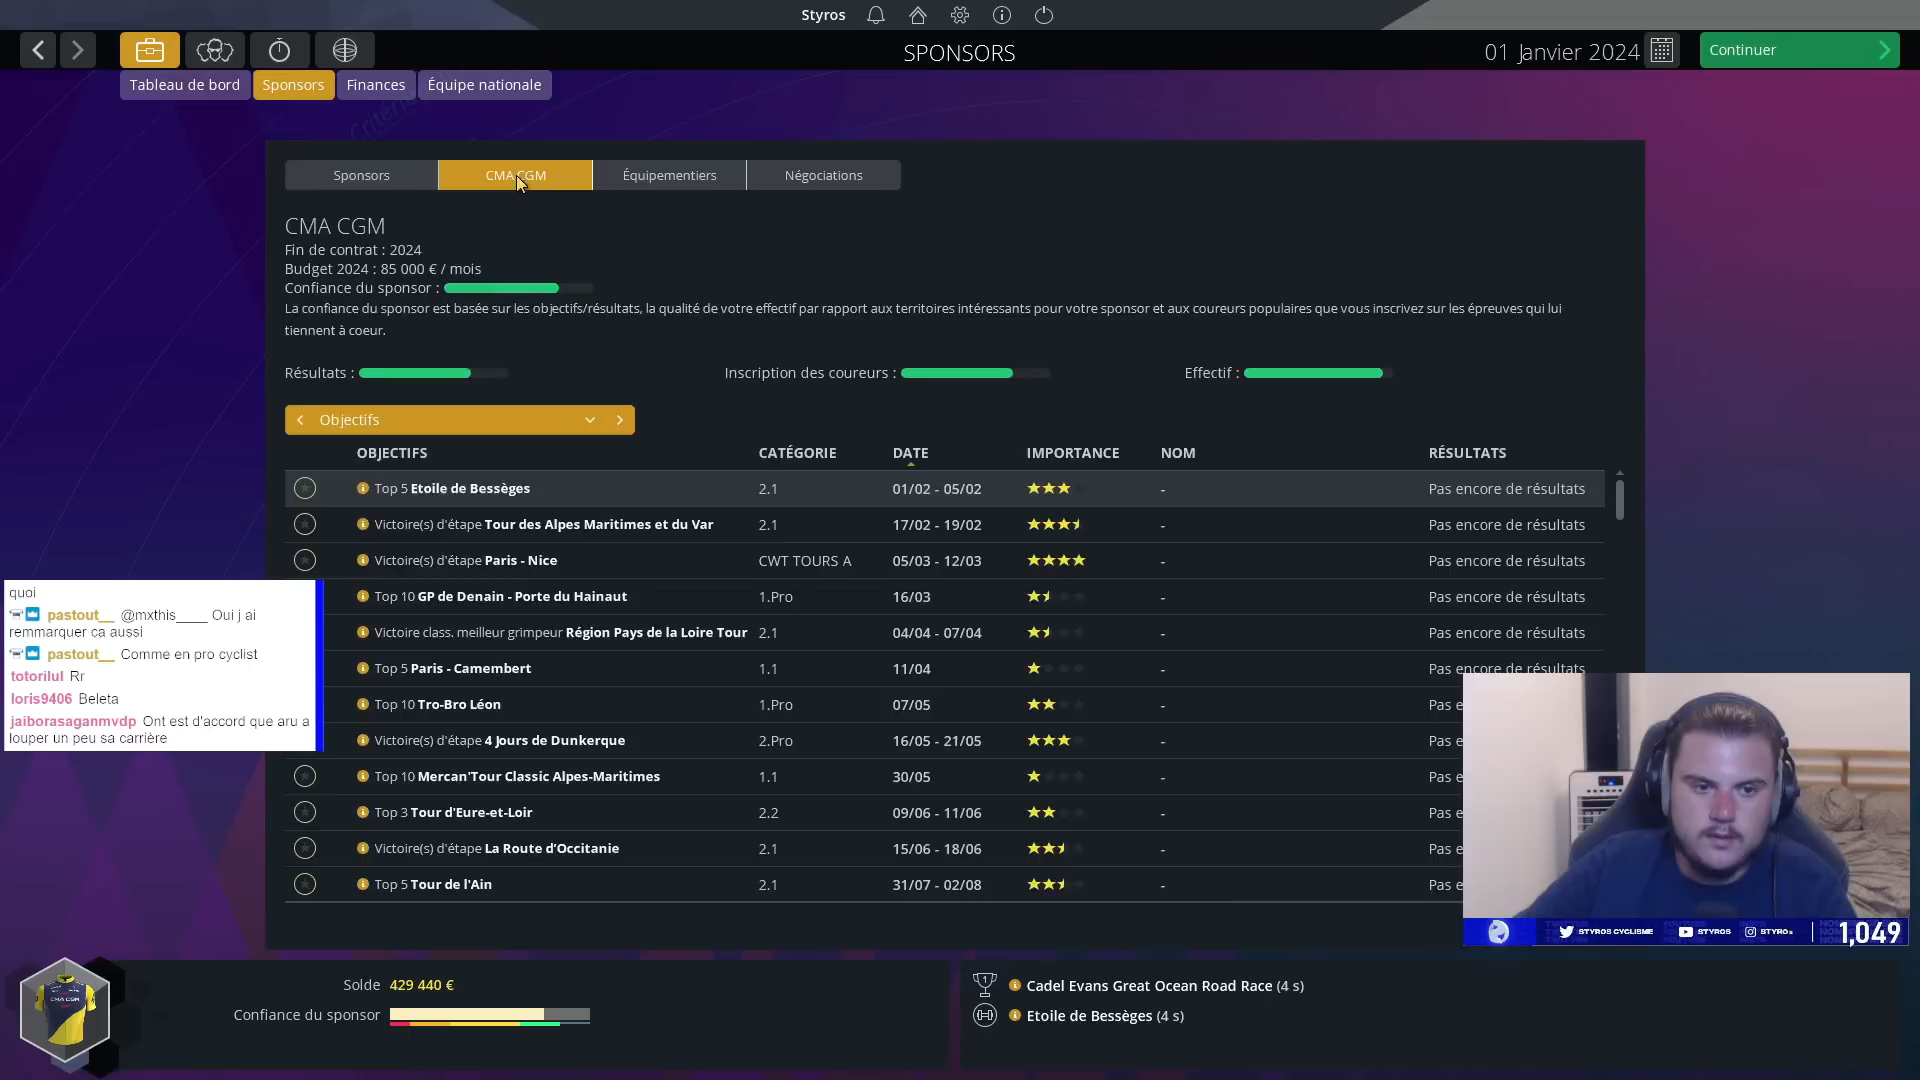 Styros
SPONSORS
01 Janvier 2024
Continuer
Tableau de bord
Sponsors
Finances
Équipe nationale
Sponsors
CMA CGM
Équipementiers
Négociations
CMA CGM
Fin de contrat : 2024
Budget 2024 : 85 000 € / mois
Confiance du sponsor :
La confiance du sponsor est basée sur les objectifs/résultats, la qualité de votre effectif par rapport aux territoires intéressants pour votre sponsor et aux coureurs populaires que vous inscrivez sur les épreuves qui lui
tiennent à coeur.
Résultats :
Inscription des coureurs :
Effectif :
Objectifs
OBJECTIFS CATÉGORIE DATE IMPORTANCE NOM RÉSULTATS
Top 5 Etoile de Bessèges 2.1 01/02 - 05/02 - Pas encore de résultats
Victoire(s) d'étape Tour des Alpes Maritimes et du Var 2.1 17/02 - 19/02 - Pas encore de résultats
Victoire(s) d'étape Paris - Nice CWT TOURS A 05/03 - 12/03 - Pas encore de résultats
Top 10 GP de Denain - Porte du Hainaut 1.Pro 16/03 - Pas encore de résultats
Victoire class. meilleur grimpeur Région Pays de la Loire Tour 2.1 04/04 - 07/04 - Pas encore de résultats
Top 5 Paris - Camembert 1.1 11/04 - Pas encore de résultats
Top 10 Tro-Bro Léon 1.Pro 07/05 - Pas e
Victoire(s) d'étape 4 Jours de Dunkerque 2.Pro 16/05 - 21/05 - Pas e
Top 10 Mercan'Tour Classic Alpes-Maritimes 1.1 30/05 - Pas e
Top 3 Tour d'Eure-et-Loir 2.2 09/06 - 11/06 - Pas e
Victoire(s) d'étape La Route d'Occitanie 2.1 15/06 - 18/06 - Pas e
Top 5 Tour de l'Ain 2.1 31/07 - 02/08 - Pas e
quoi
pastout__ @mxthis____ Oui j ai
remmarquer ca aussi
pastout__ Comme en pro cyclist
totorilul Rr
loris9406 Beleta
jaiborasaganmvdp Ont est d'accord que aru a
louper un peu sa carrière
STYROS CYCLISME
STYROS
STYROs
1,049
CMA CGM
Solde 429 440 €
Confiance du sponsor
Cadel Evans Great Ocean Road Race (4 s)
Etoile de Bessèges (4 s)